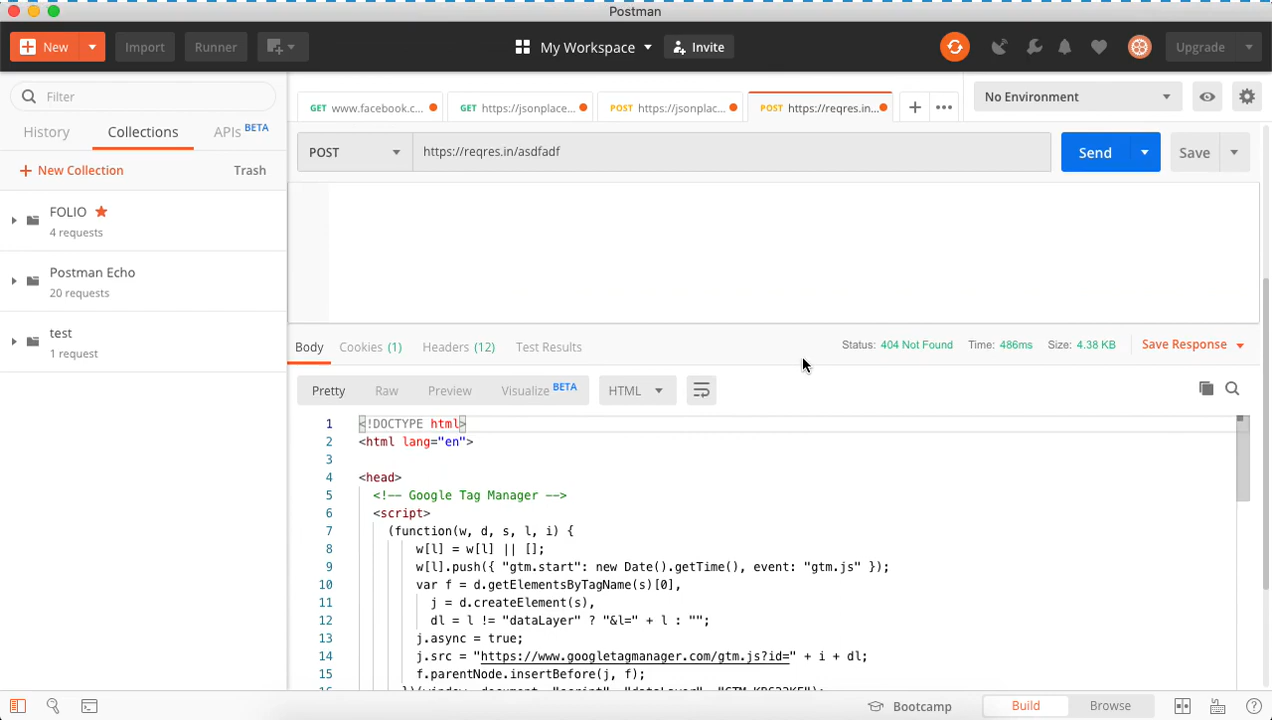 Postman
New
Import
Runner
My Workspace
Invite
Upgrade
Filter
GET www.facebook.c...
GET https://jsonplace...
POST https://jsonplac...
POST https://reqres.in...
No Environment
History
Collections
APIs BETA
POST
https://reqres.in/asdfadf
Send
Save
+ New Collection
Trash
FOLIO
4 requests
Postman Echo
20 requests
test
1 request
Body
Cookies (1)
Headers (12)
Test Results
Status: 404 Not Found
Time: 486ms
Size: 4.38 KB
Save Response
Pretty
Raw
Preview
Visualize BETA
HTML
1 <!DOCTYPE html>
2 <html lang="en">
3
4 <head>
5 <!-- Google Tag Manager -->
6 <script>
7 (function(w, d, s, l, i) {
8 w[l] = w[l] || [];
9 w[l].push({ "gtm.start": new Date().getTime(), event: "gtm.js" });
10 var f = d.getElementsByTagName(s)[0],
11 j = d.createElement(s),
12 dl = l != "dataLayer" ? "&l=" + l : "";
13 j.async = true;
14 j.src = "https://www.googletagmanager.com/gtm.js?id=" + i + dl;
15 f.parentNode.insertBefore(j, f);
Bootcamp
Build
Browse